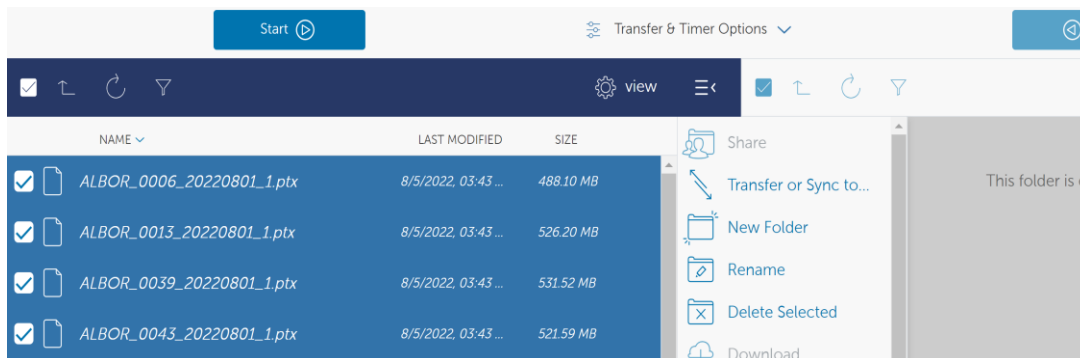 Start
Transfer & Timer Options
view
NAME
LAST MODIFIED
SIZE
ALBOR_0006_20220801_1.ptx
8/5/2022, 03:43 ...
488.10 MB
ALBOR_0013_20220801_1.ptx
8/5/2022, 03:43 ...
526.20 MB
ALBOR_0039_20220801_1.ptx
8/5/2022, 03:43 ...
531.52 MB
ALBOR_0043_20220801_1.ptx
8/5/2022, 03:43 ...
521.59 MB
Share
Transfer or Sync to...
New Folder
Rename
Delete Selected
Download
This folder is